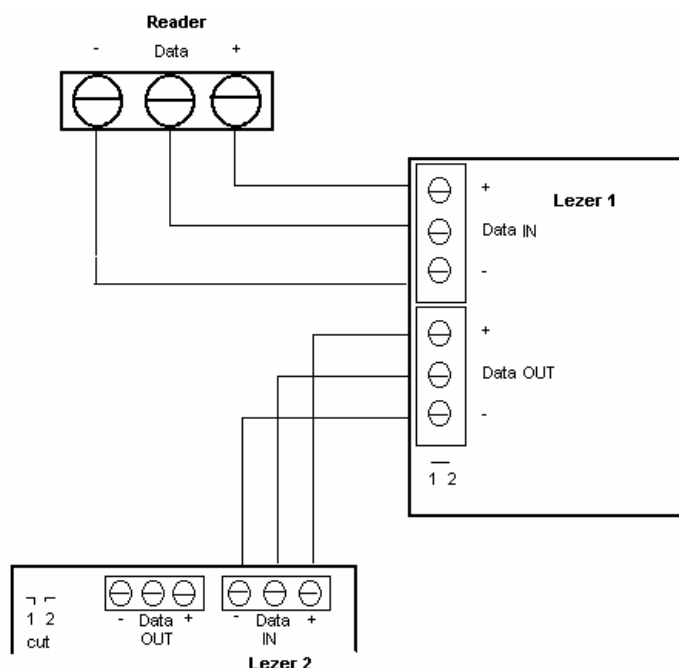 Reader
- Data +
+
Lezer 1
Data IN
-
+
Data OUT
-
1 2
1 2
cut
- Data +
OUT
- Data +
IN
Lezer 2